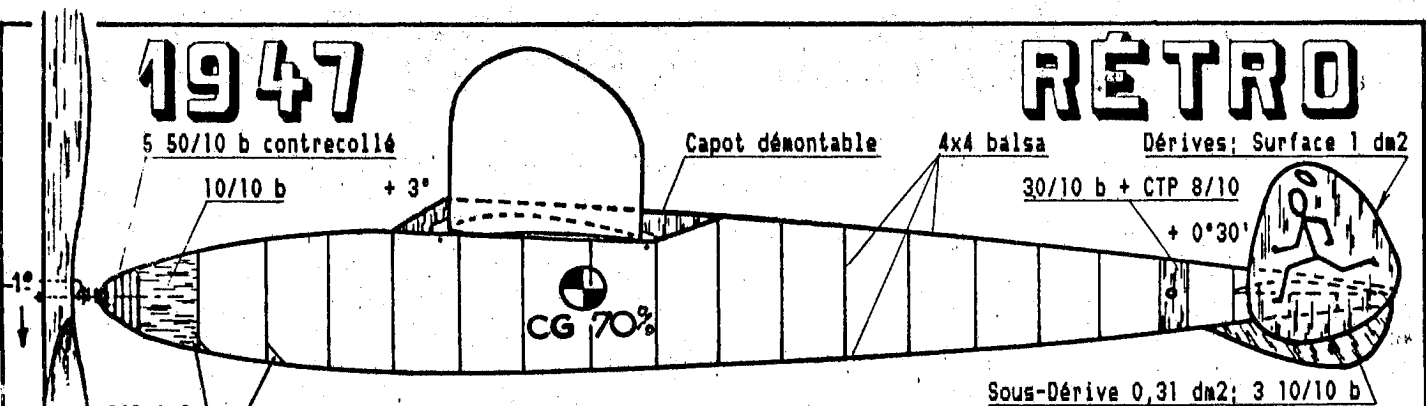 1947 RÉTRO
5 50/10 b contrecollé
Capot démontable
4x4 balsa
Dérives; Surface 1 dm2
10/10 b
+ 3°
30/10 b + CTP 8/10
+ 0°30'
1°
CG 70%
Sous-Dérive 0,31 dm2; 3 10/10 b